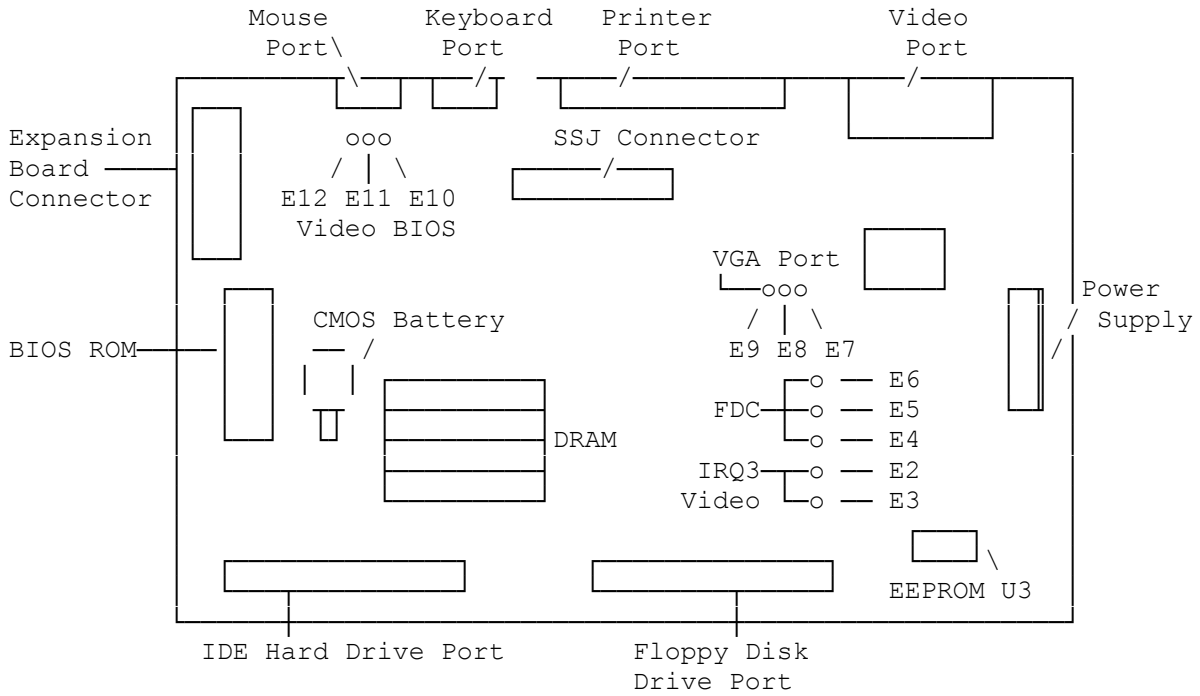 Mouse Keyboard Printer Video
Port Port Port Port
Expansion ooo SSJ Connector
Board
Connector E12 E11 E10
Video BIOS
VGA Port
ooo Power
CMOS Battery Supply
BIOS ROM E9 E8 E7
o E6
FDC o E5
DRAM o E4
IRQ3 o E2
Video o E3
EEPROM U3
IDE Hard Drive Port Floppy Disk
Drive Port